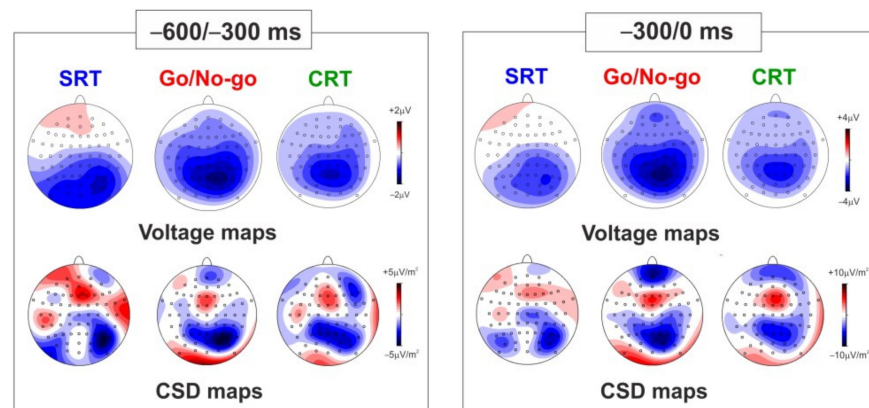 –600/–300 ms
SRT
Go/No-go
CRT
+2µV
–2µV
Voltage maps
+5µV/m²
–5µV/m²
CSD maps
–300/0 ms
SRT
Go/No-go
CRT
+4µV
–4µV
Voltage maps
+10µV/m²
–10µV/m²
CSD maps